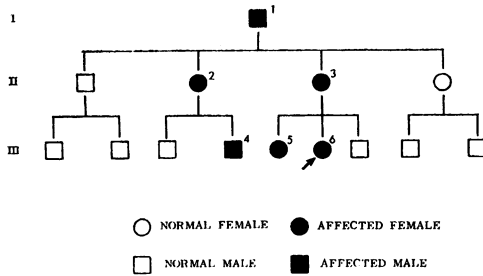 I 1
II 2 3
III 4 5 6
NORMAL FEMALE AFFECTED FEMALE
NORMAL MALE AFFECTED MALE